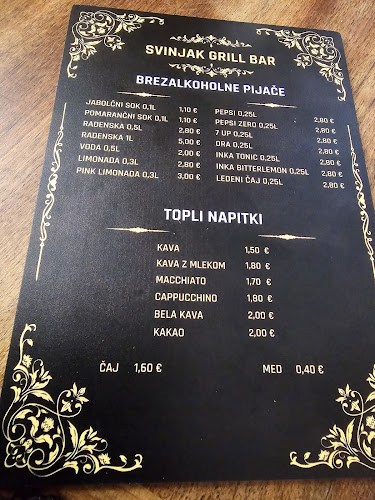 SVINJAK GRILL BAR
BREZALKOHOLNE PIJAČE
JABOLČNI SOK 0,1L 1,10 €
POMARANČNI SOK 0,1L 1,10 €
RADENSKA 0,5L 2,80 €
RADENSKA 1L 5,00 €
VODA 0,5L 2,00 €
LIMONADA 0,3L 2,80 €
PINK LIMONADA 0,3L 3,00 €
PEPSI 0,25L 2,80 €
PEPSI ZERO 0,25L 2,80 €
7 UP 0,25L 2,80 €
ORA 0,25L 2,80 €
INKA TONIC 0,25L 2,80 €
INKA BITTERLEMON 0,25L 2,80 €
LEDENI ČAJ 0,25L 2,80 €
TOPLI NAPITKI
KAVA 1,50 €
KAVA Z MLEKOM 1,80 €
MACCHIATO 1,70 €
CAPPUCCHINO 1,80 €
BELA KAVA 2,00 €
KAKAO 2,00 €
ČAJ 1,60 € MED 0,40 €